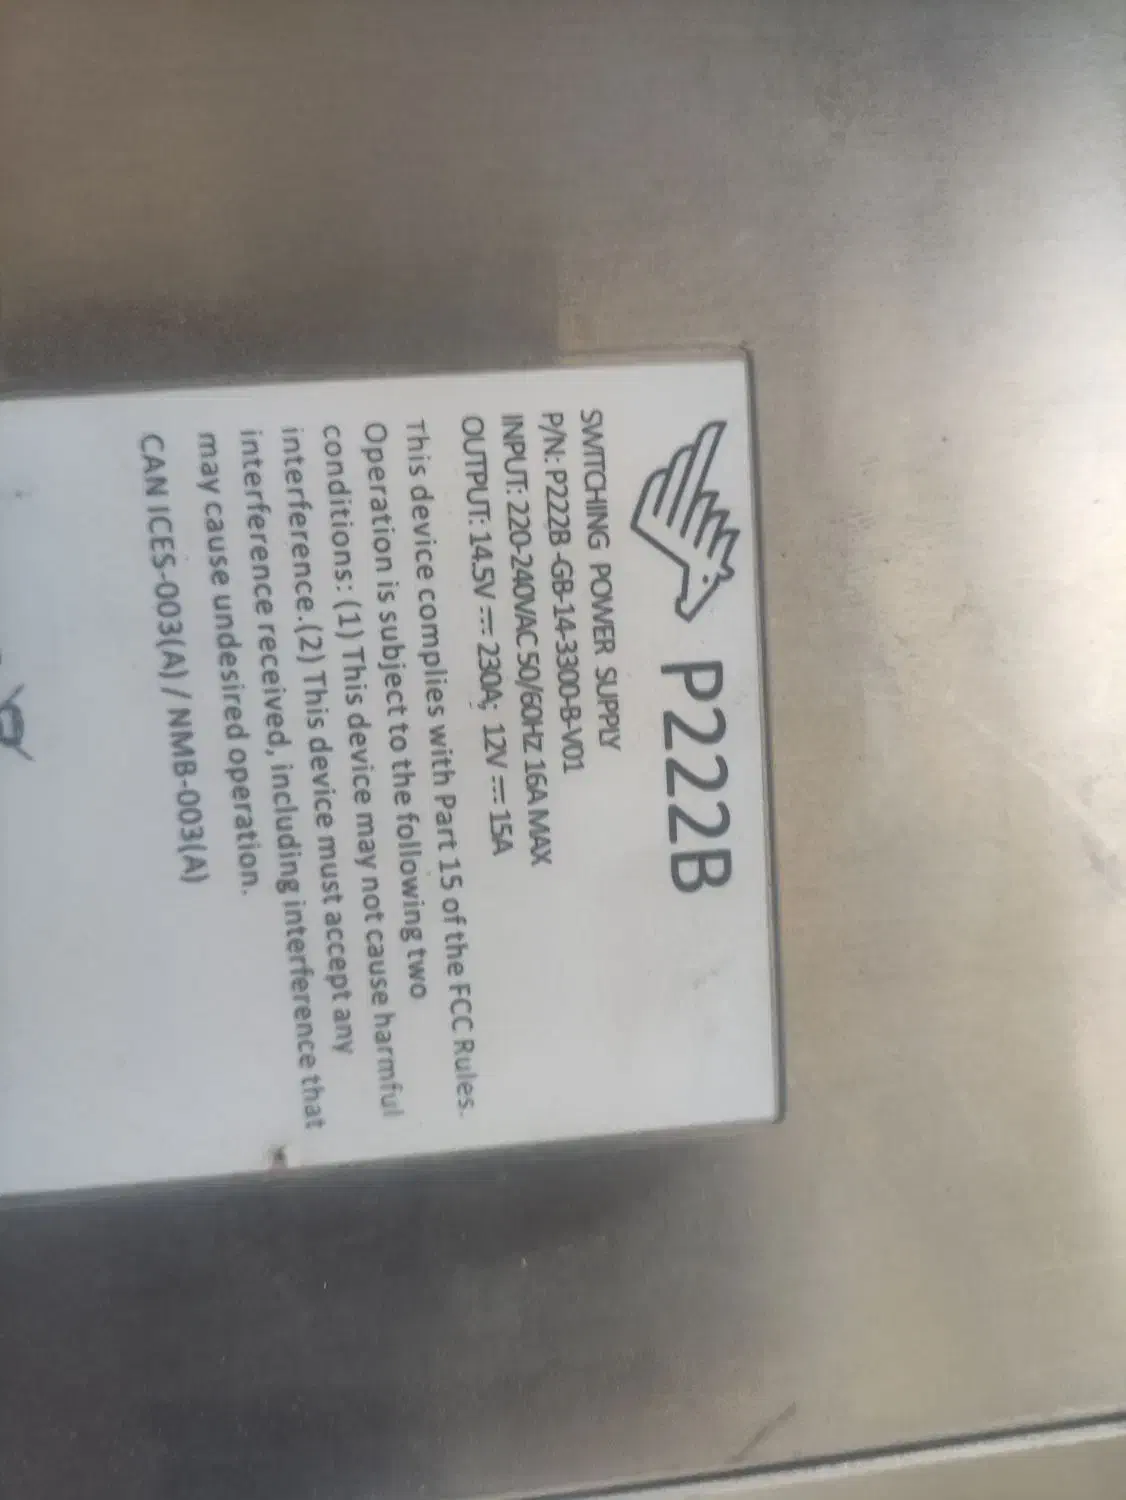 P222B
SWITCHING POWER SUPPLY
P/N: P222B-GB-14-3300-B-V01
INPUT: 220-240VAC 50/60Hz 16A MAX
OUTPUT: 14.5V ⎓ 230A; 12V ⎓ 15A
This device complies with Part 15 of the FCC Rules.
Operation is subject to the following two
conditions: (1) This device may not cause harmful
interference.(2) This device must accept any
interference received, including interference that
may cause undesired operation.
CAN ICES-003(A) / NMB-003(A)